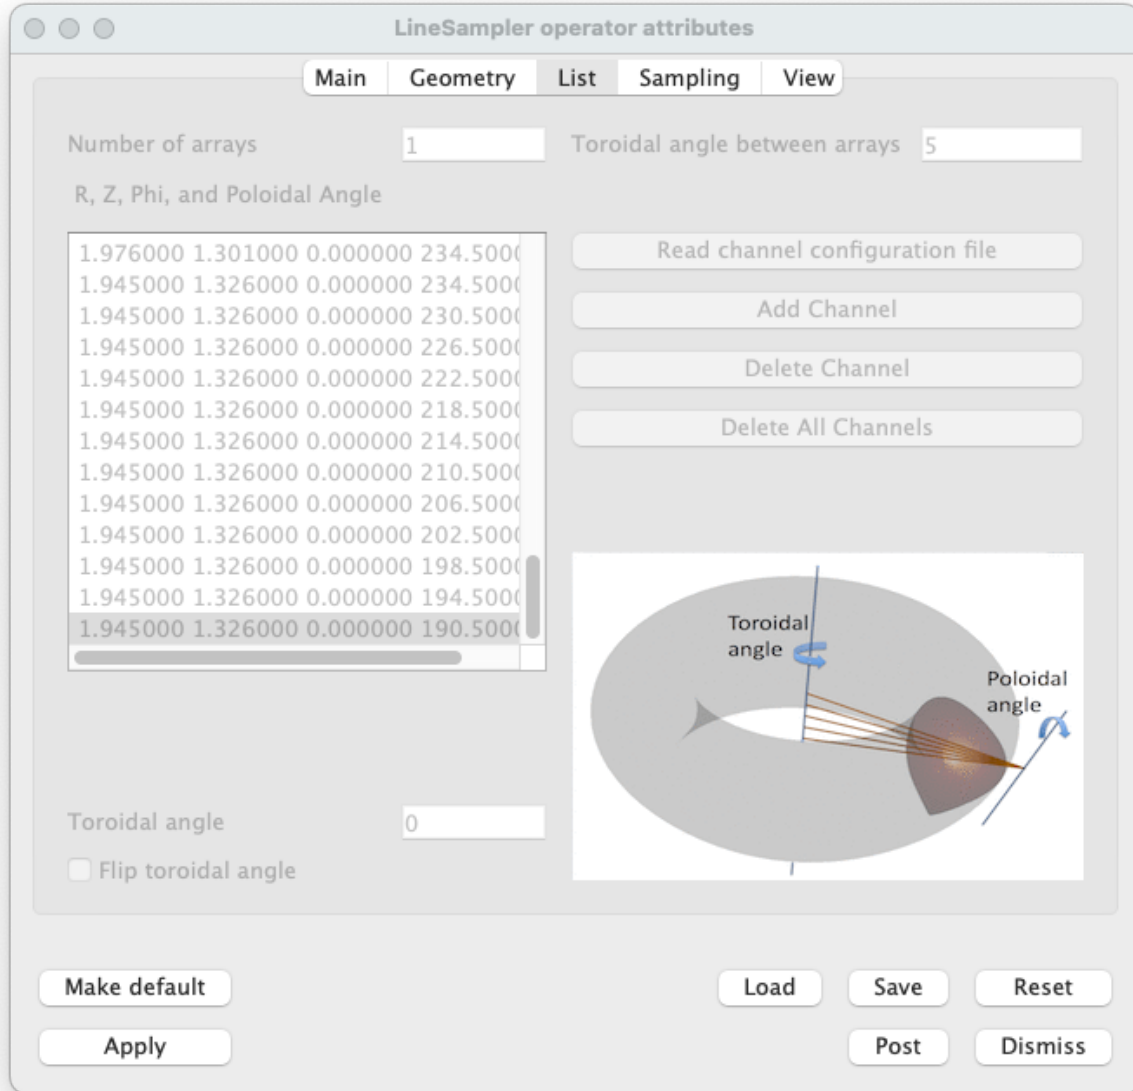 LineSampler operator attributes
Main Geometry List Sampling View
Number of arrays 1 Toroidal angle between arrays 5
R, Z, Phi, and Poloidal Angle
1.976000 1.301000 0.000000 234.5000
1.945000 1.326000 0.000000 234.5000
1.945000 1.326000 0.000000 230.5000
1.945000 1.326000 0.000000 226.5000
1.945000 1.326000 0.000000 222.5000
1.945000 1.326000 0.000000 218.5000
1.945000 1.326000 0.000000 214.5000
1.945000 1.326000 0.000000 210.5000
1.945000 1.326000 0.000000 206.5000
1.945000 1.326000 0.000000 202.5000
1.945000 1.326000 0.000000 198.5000
1.945000 1.326000 0.000000 194.5000
1.945000 1.326000 0.000000 190.5000
Read channel configuration file
Add Channel
Delete Channel
Delete All Channels
Toroidal
angle
Poloidal
angle
Toroidal angle 0
Flip toroidal angle
Make default Load Save Reset
Apply Post Dismiss